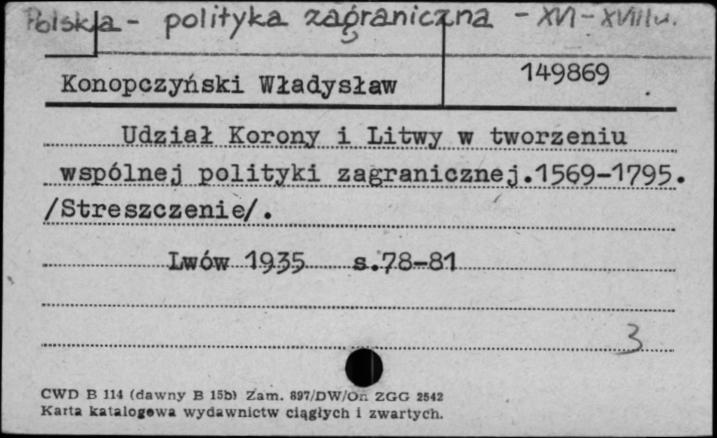 Polska - polityka zagraniczna - XVI-XVIII w.
Konopczyński Władysław
149869
Udział Korony i Litwy w tworzeniu
wspólnej polityki zagranicznej.1569-1795.
/Streszczenie/.
Lwów 1935 s.78-81
3
CWD B 114 (dawny B 15b) Zam. 897/DW/On ZGG 2542
Karta katalogowa wydawnictw ciągłych i zwartych.